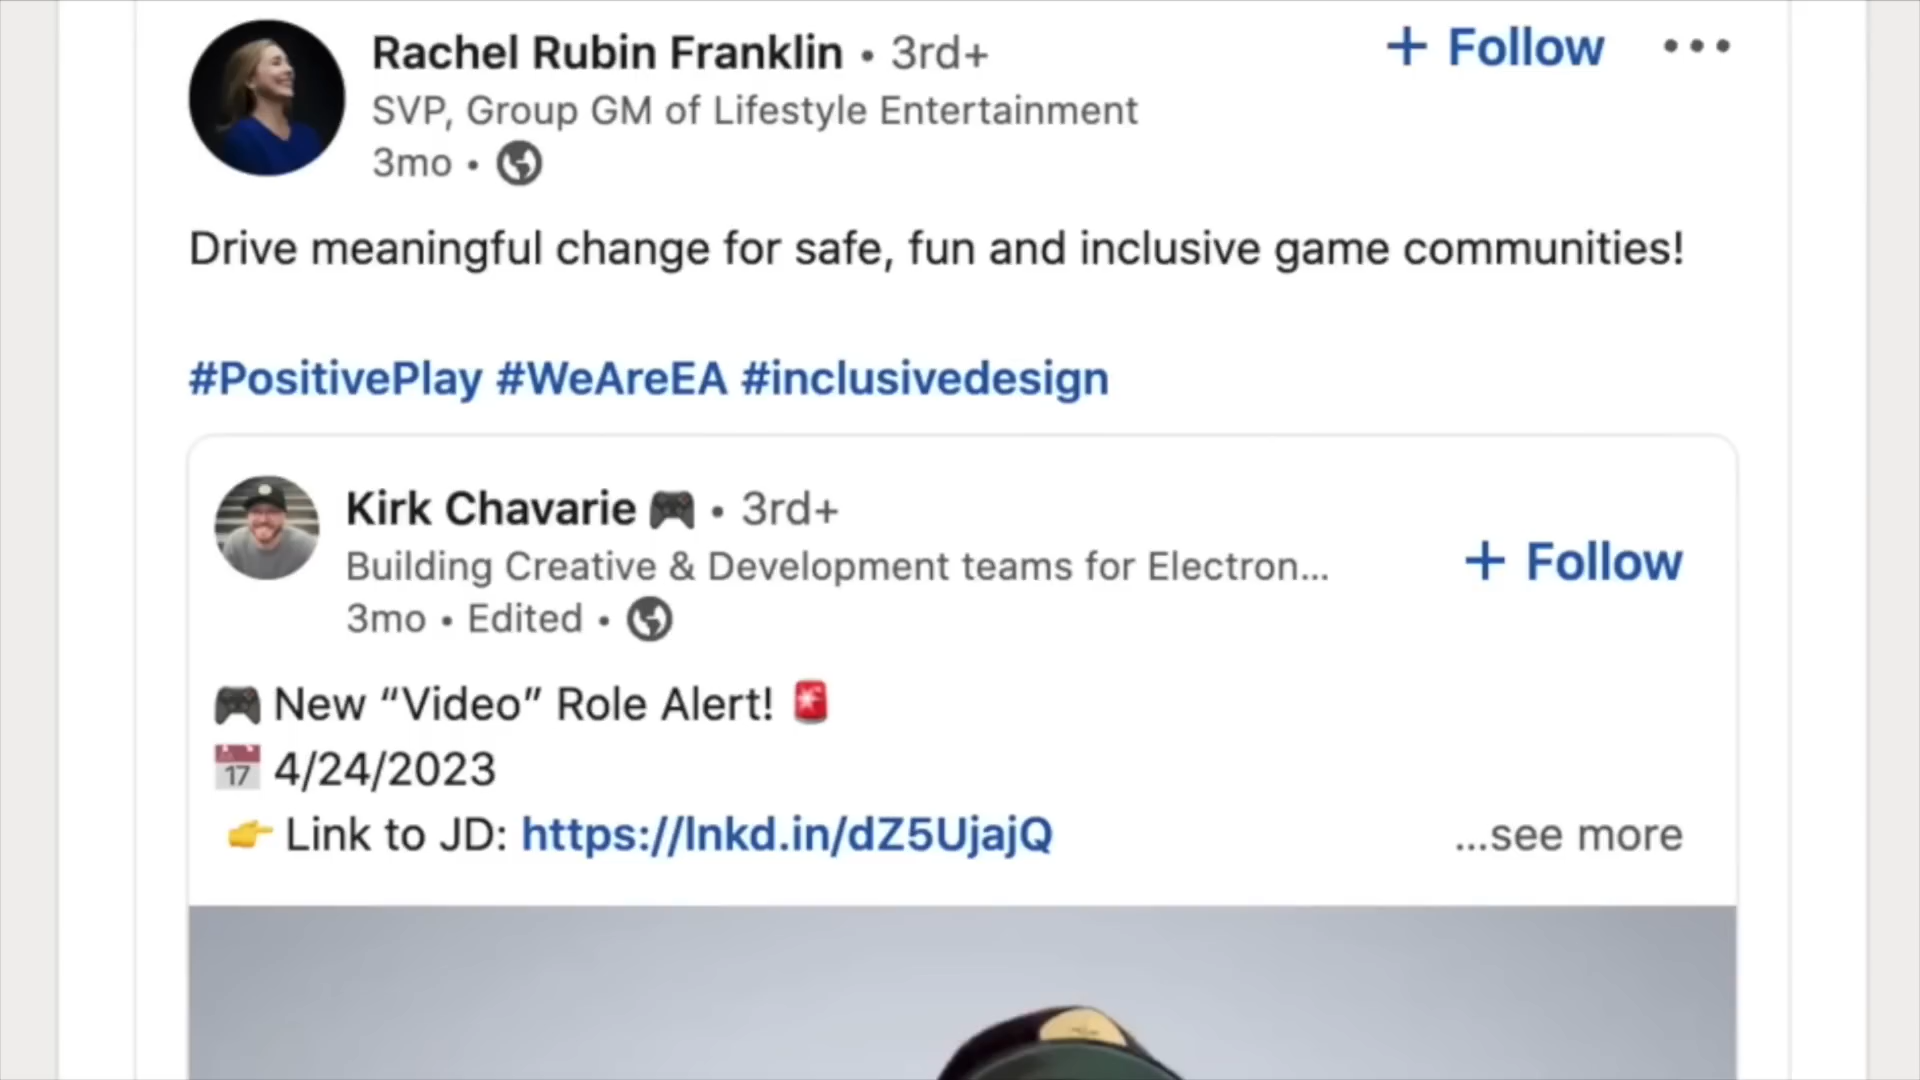 Rachel Rubin Franklin • 3rd+
+ Follow
SVP, Group GM of Lifestyle Entertainment
3mo •
Drive meaningful change for safe, fun and inclusive game communities!
#PositivePlay #WeAreEA #inclusivedesign
Kirk Chavarie 🎮 • 3rd+
Building Creative & Development teams for Electron...
+ Follow
3mo • Edited •
🎮 New “Video” Role Alert! 🚨
📅 4/24/2023
👉 Link to JD: https://lnkd.in/dZ5UjajQ
...see more